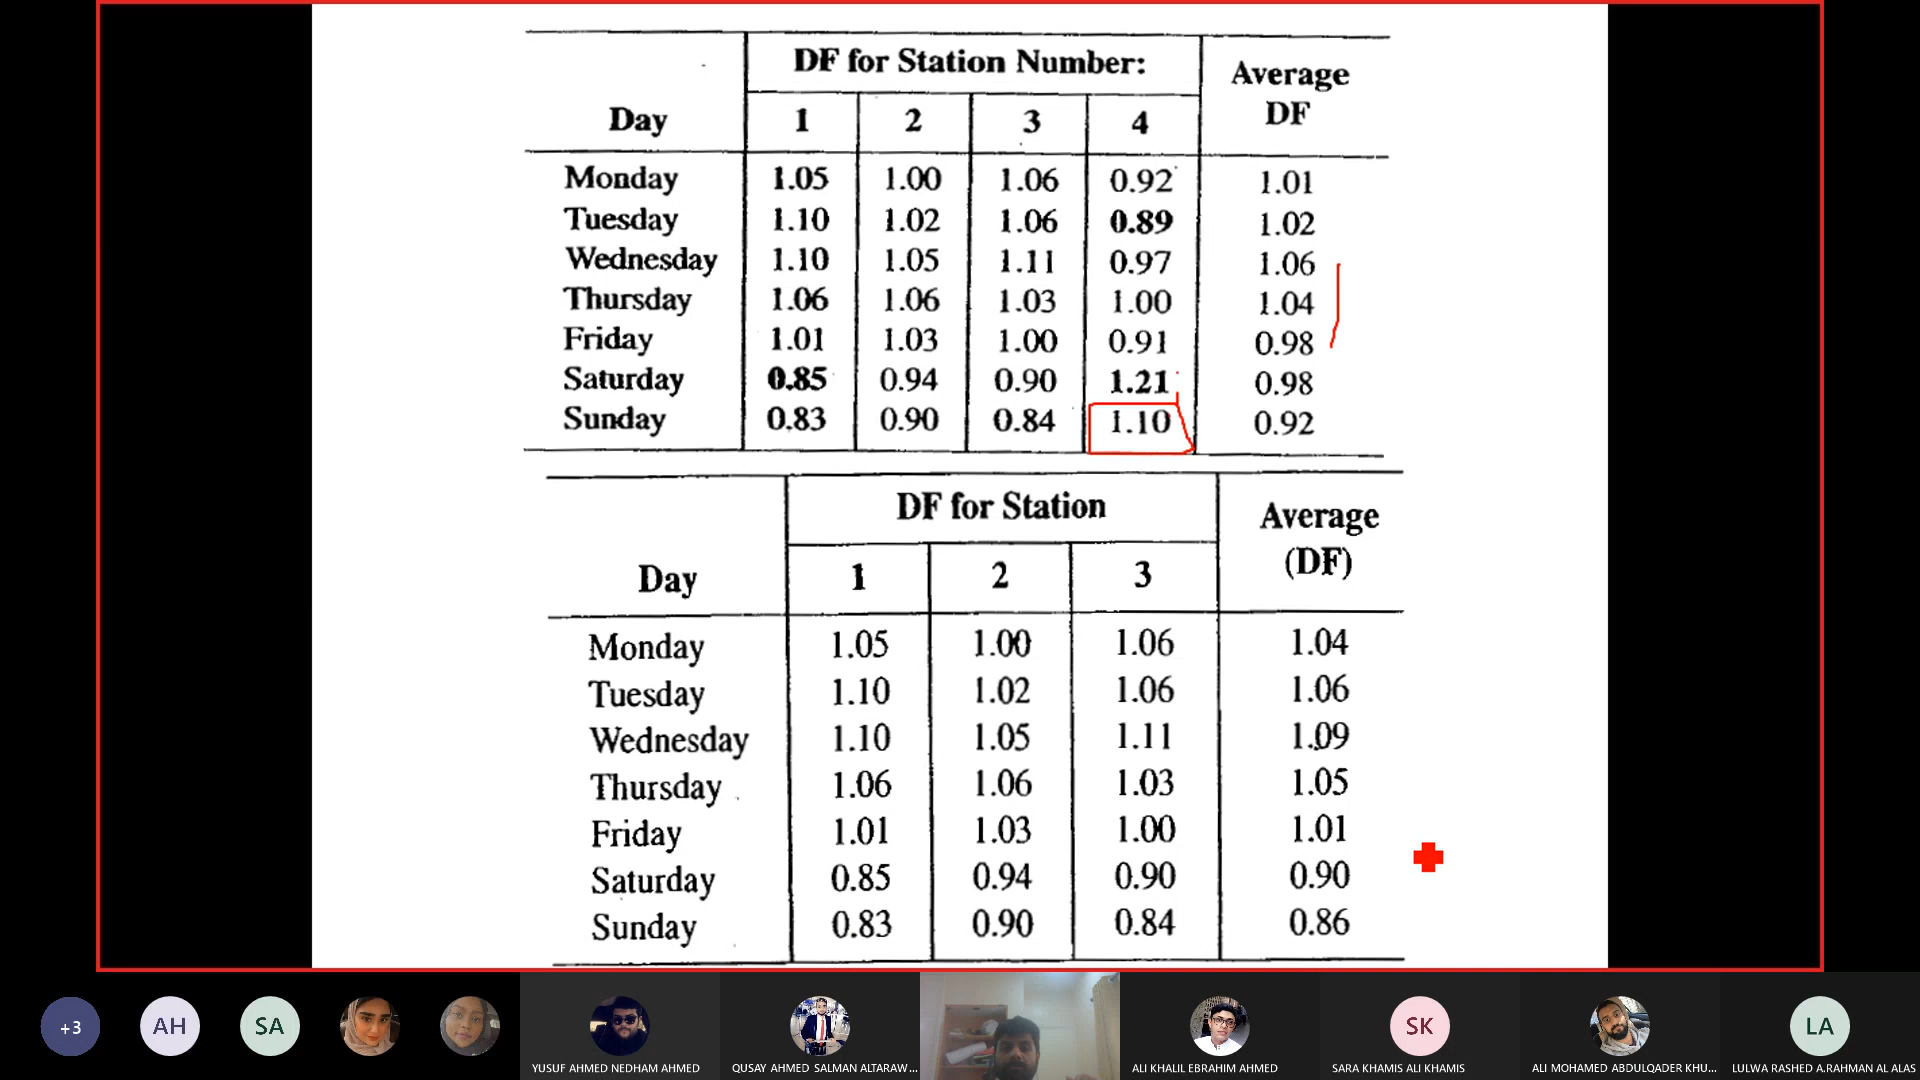 DF for Station Number:
Average
DF
Day 1 2 3 4
Monday 1.05 1.00 1.06 0.92 1.01
Tuesday 1.10 1.02 1.06 0.89 1.02
Wednesday 1.10 1.05 1.11 0.97 1.06
Thursday 1.06 1.06 1.03 1.00 1.04
Friday 1.01 1.03 1.00 0.91 0.98
Saturday 0.85 0.94 0.90 1.21 0.98
Sunday 0.83 0.90 0.84 1.10 0.92
DF for Station
Average
(DF)
Day 1 2 3
Monday 1.05 1.00 1.06 1.04
Tuesday 1.10 1.02 1.06 1.06
Wednesday 1.10 1.05 1.11 1.09
Thursday 1.06 1.06 1.03 1.05
Friday 1.01 1.03 1.00 1.01
Saturday 0.85 0.94 0.90 0.90
Sunday 0.83 0.90 0.84 0.86
+3 AH SA SK LA
YUSUF AHMED NEDHAM AHMED QUSAY AHMED SALMAN ALTARAW... ALI KHALIL EBRAHIM AHMED SARA KHAMIS ALI KHAMIS ALI MOHAMED ABDULQADER KHU... LULWA RASHED A.RAHMAN AL ALAS